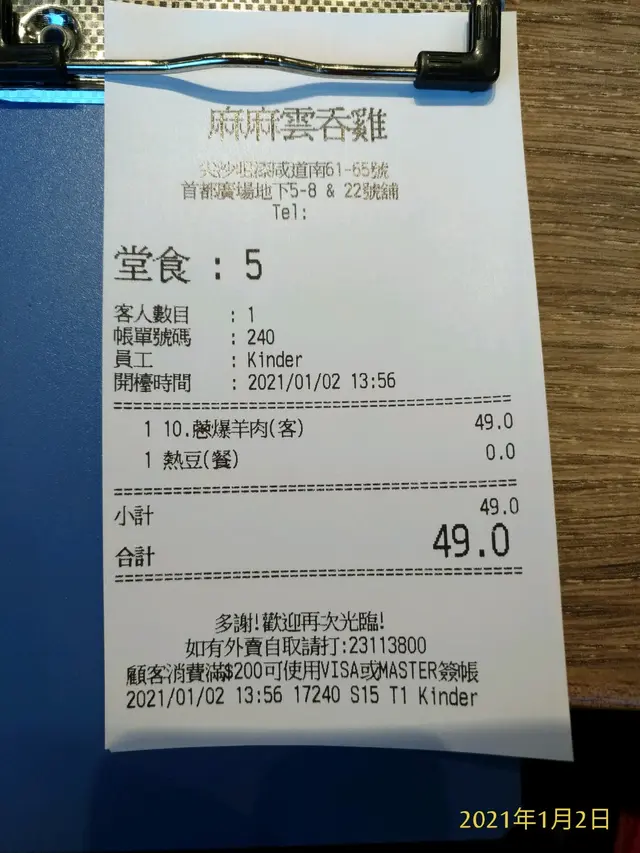 麻麻雲吞雞
尖沙咀漆咸道南61-65號
首都廣場地下5-8 & 22號舖
Tel:
堂食 : 5
客人數目 : 1
帳單號碼 : 240
員工 : Kinder
開檯時間 : 2021/01/02 13:56
1 10.蔥爆羊肉(客) 49.0
1 熱豆(餐) 0.0
小計 49.0
合計 49.0
多謝!歡迎再次光臨!
如有外賣自取請打:23113800
顧客消費滿$200可使用VISA或MASTER簽帳
2021/01/02 13:56 17240 S15 T1 Kinder
2021年1月2日